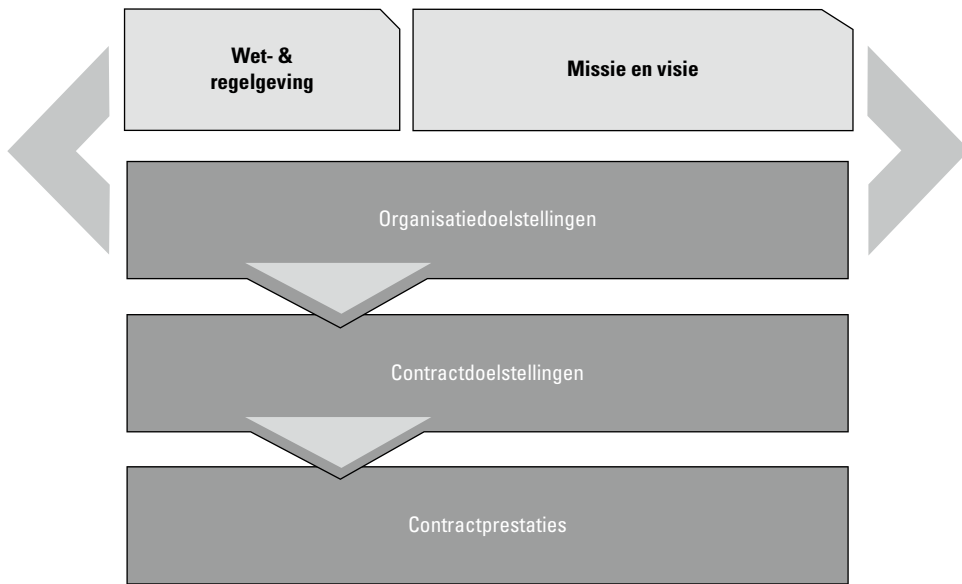 Wet- &
regelgeving
Missie en visie
Organisatiedoelstellingen
Contractdoelstellingen
Contractprestaties